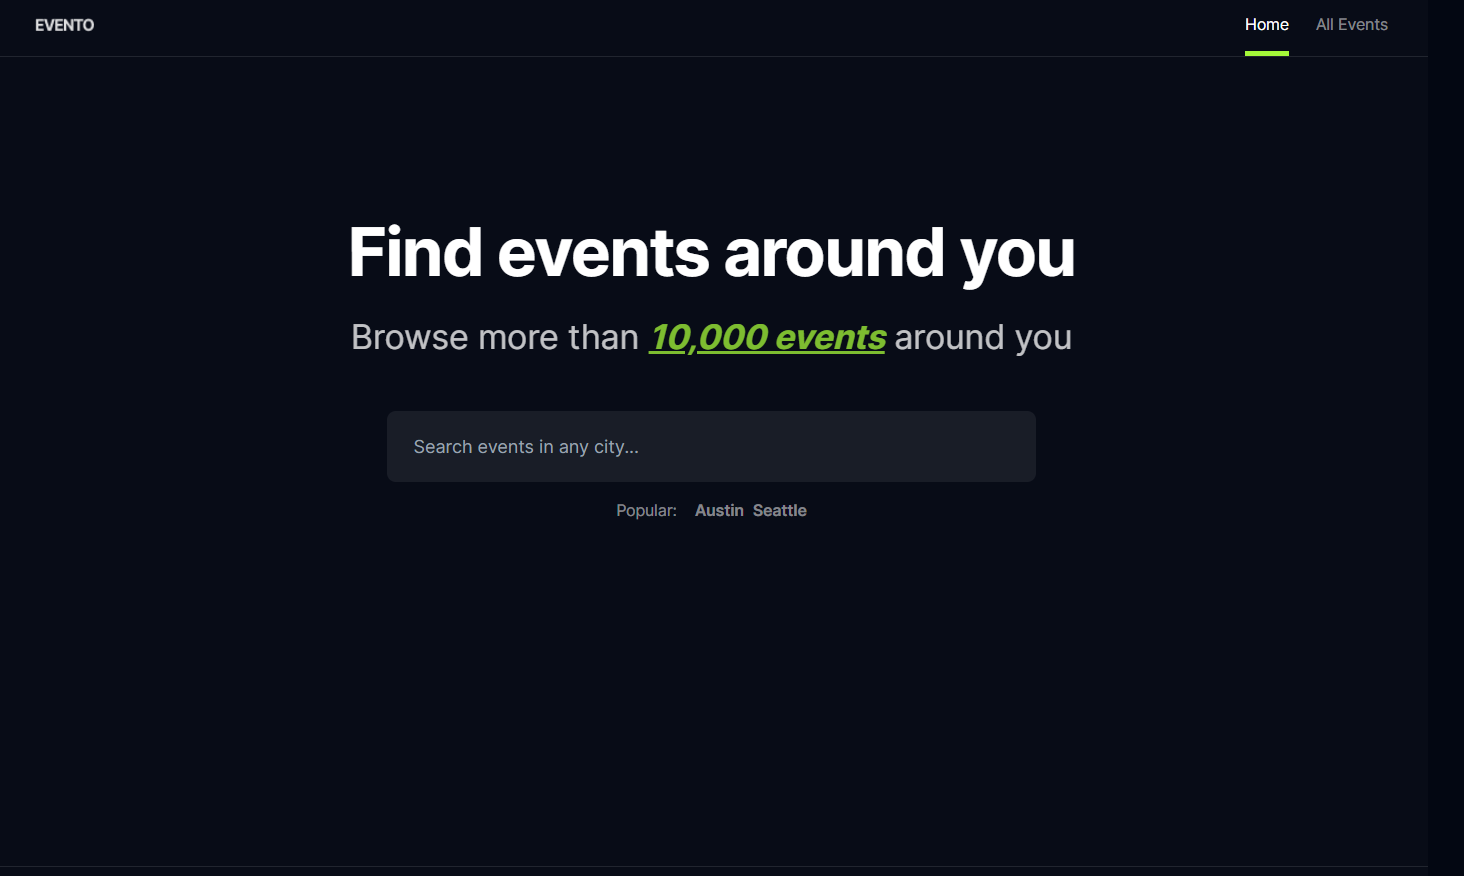 EVENTO
Home
All Events
Find events around you
Browse more than 10,000 events around you
Search events in any city...
Popular: Austin Seattle